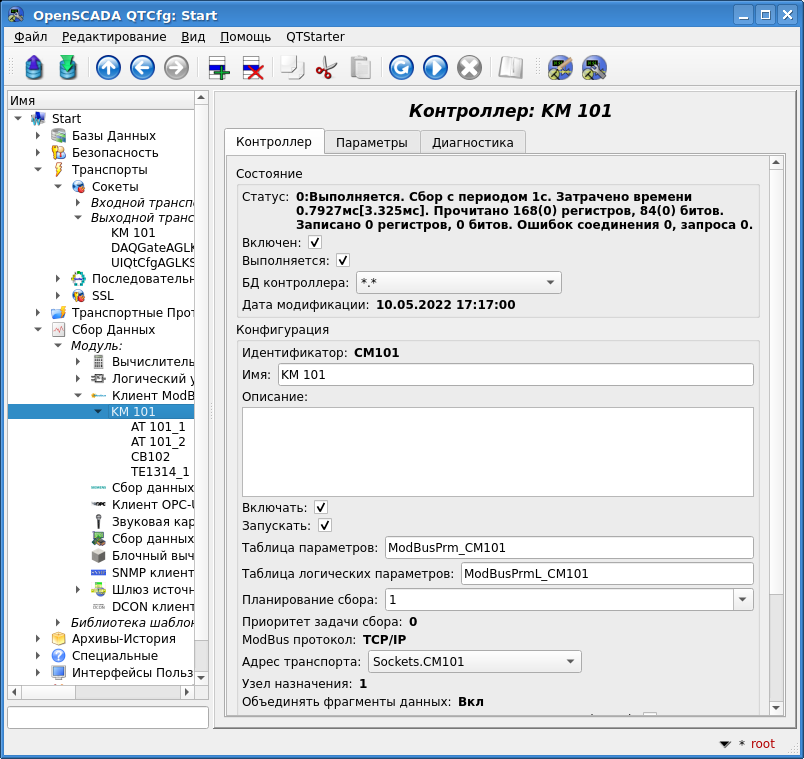 OpenSCADA QTCfg: Start
Файл Редактирование Вид Помощь QTStarter
Имя
Start
Базы Данных
Безопасность
Транспорты
Сокеты
Входной трансп
Выходной транс
KM 101
DAQGateAGLK
UIQtCfgAGLKS
Последовательн
SSL
Транспортные Прот
Сбор Данных
Модуль:
Вычислитель
Логический у
Клиент ModB
KM 101
AT 101_1
AT 101_2
CB102
TE1314_1
Сбор данных
Клиент OPC-U
Звуковая кар
Сбор данных
Блочный выч
SNMP клиент
Шлюз источн
DCON клиент
Библиотека шаблон
Архивы-История
Специальные
Интерфейсы Польз
Контроллер: KM 101
Контроллер Параметры Диагностика
Состояние
Статус: 0:Выполняется. Сбор с периодом 1с. Затрачено времени
0.7927мс[3.325мс]. Прочитано 168(0) регистров, 84(0) битов.
Записано 0 регистров, 0 битов. Ошибок соединения 0, запроса 0.
Включен:
Выполняется:
БД контроллера: *.*
Дата модификации: 10.05.2022 17:17:00
Конфигурация
Идентификатор: CM101
Имя: KM 101
Описание:
Включать:
Запускать:
Таблица параметров: ModBusPrm_CM101
Таблица логических параметров: ModBusPrmL_CM101
Планирование сбора: 1
Приоритет задачи сбора: 0
ModBus протокол: TCP/IP
Адрес транспорта: Sockets.CM101
Узел назначения: 1
Объединять фрагменты данных: Вкл
* root